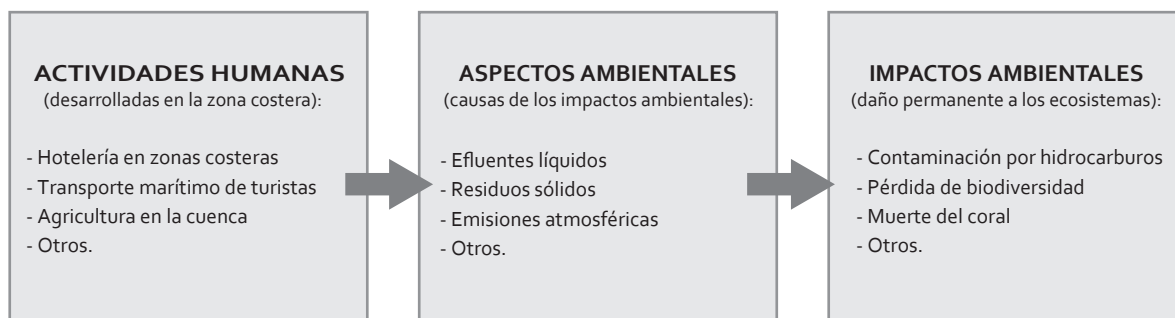 ACTIVIDADES HUMANAS
(desarrolladas en la zona costera):
- Hotelería en zonas costeras
- Transporte marítimo de turistas
- Agricultura en la cuenca
- Otros.
ASPECTOS AMBIENTALES
(causas de los impactos ambientales):
- Efluentes líquidos
- Residuos sólidos
- Emisiones atmosféricas
- Otros.
IMPACTOS AMBIENTALES
(daño permanente a los ecosistemas):
- Contaminación por hidrocarburos
- Pérdida de biodiversidad
- Muerte del coral
- Otros.